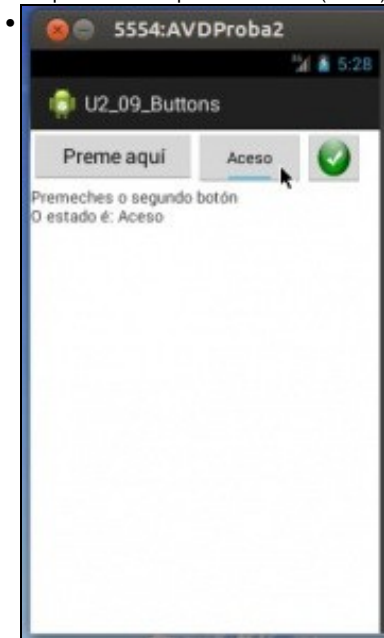 5554:AVDProba2
5:28
U2_09_Buttons
Preme aquí
Aceso
Premeches o segundo botón
O estado é: Aceso